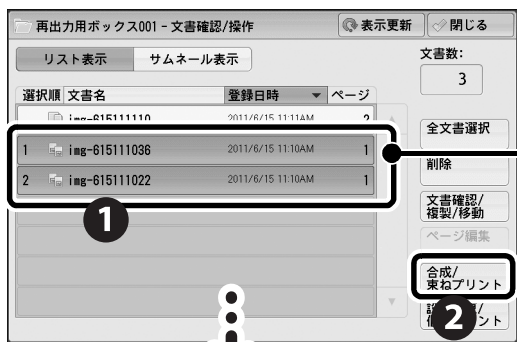 再出力用ボックス001 - 文書確認/操作
表示更新
閉じる
リスト表示
サムネール表示
文書数:
3
選択順 文書名 登録日時 ページ
img-615111110 2011/6/15 11:11AM 2
1 img-615111036 2011/6/15 11:10AM 1
2 img-615111022 2011/6/15 11:10AM 1
全文書選択
削除
文書確認/
複製/移動
ページ編集
合成/
束ねプリント
ント
1
2